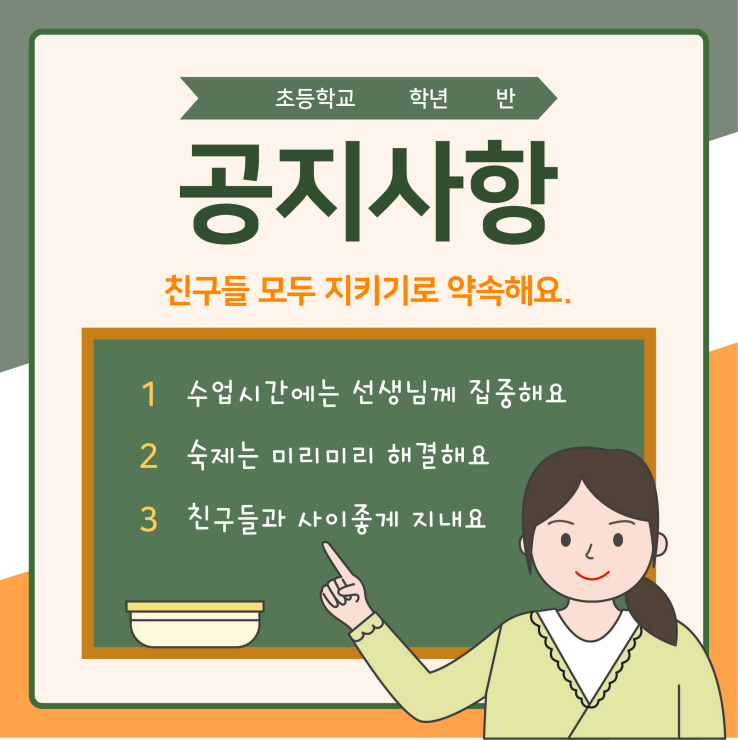 초등학교 학년 반
공지사항
친구들 모두 지키기로 약속해요.
1 수업시간에는 선생님께 집중해요
2 숙제는 미리미리 해결해요
3 친구들과 사이좋게 지내요